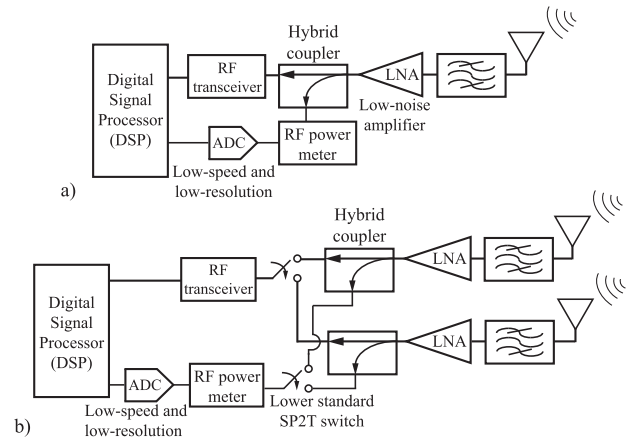 Hybrid
coupler
Digital
Signal
Processor
(DSP)
RF
transceiver
LNA
Low-noise
amplifier
ADC
RF power
meter
Low-speed and
low-resolution
a)
Hybrid
coupler
Digital
Signal
Processor
(DSP)
RF
transceiver
LNA
LNA
ADC
RF power
meter
Lower standard
SP2T switch
Low-speed and
low-resolution
b)